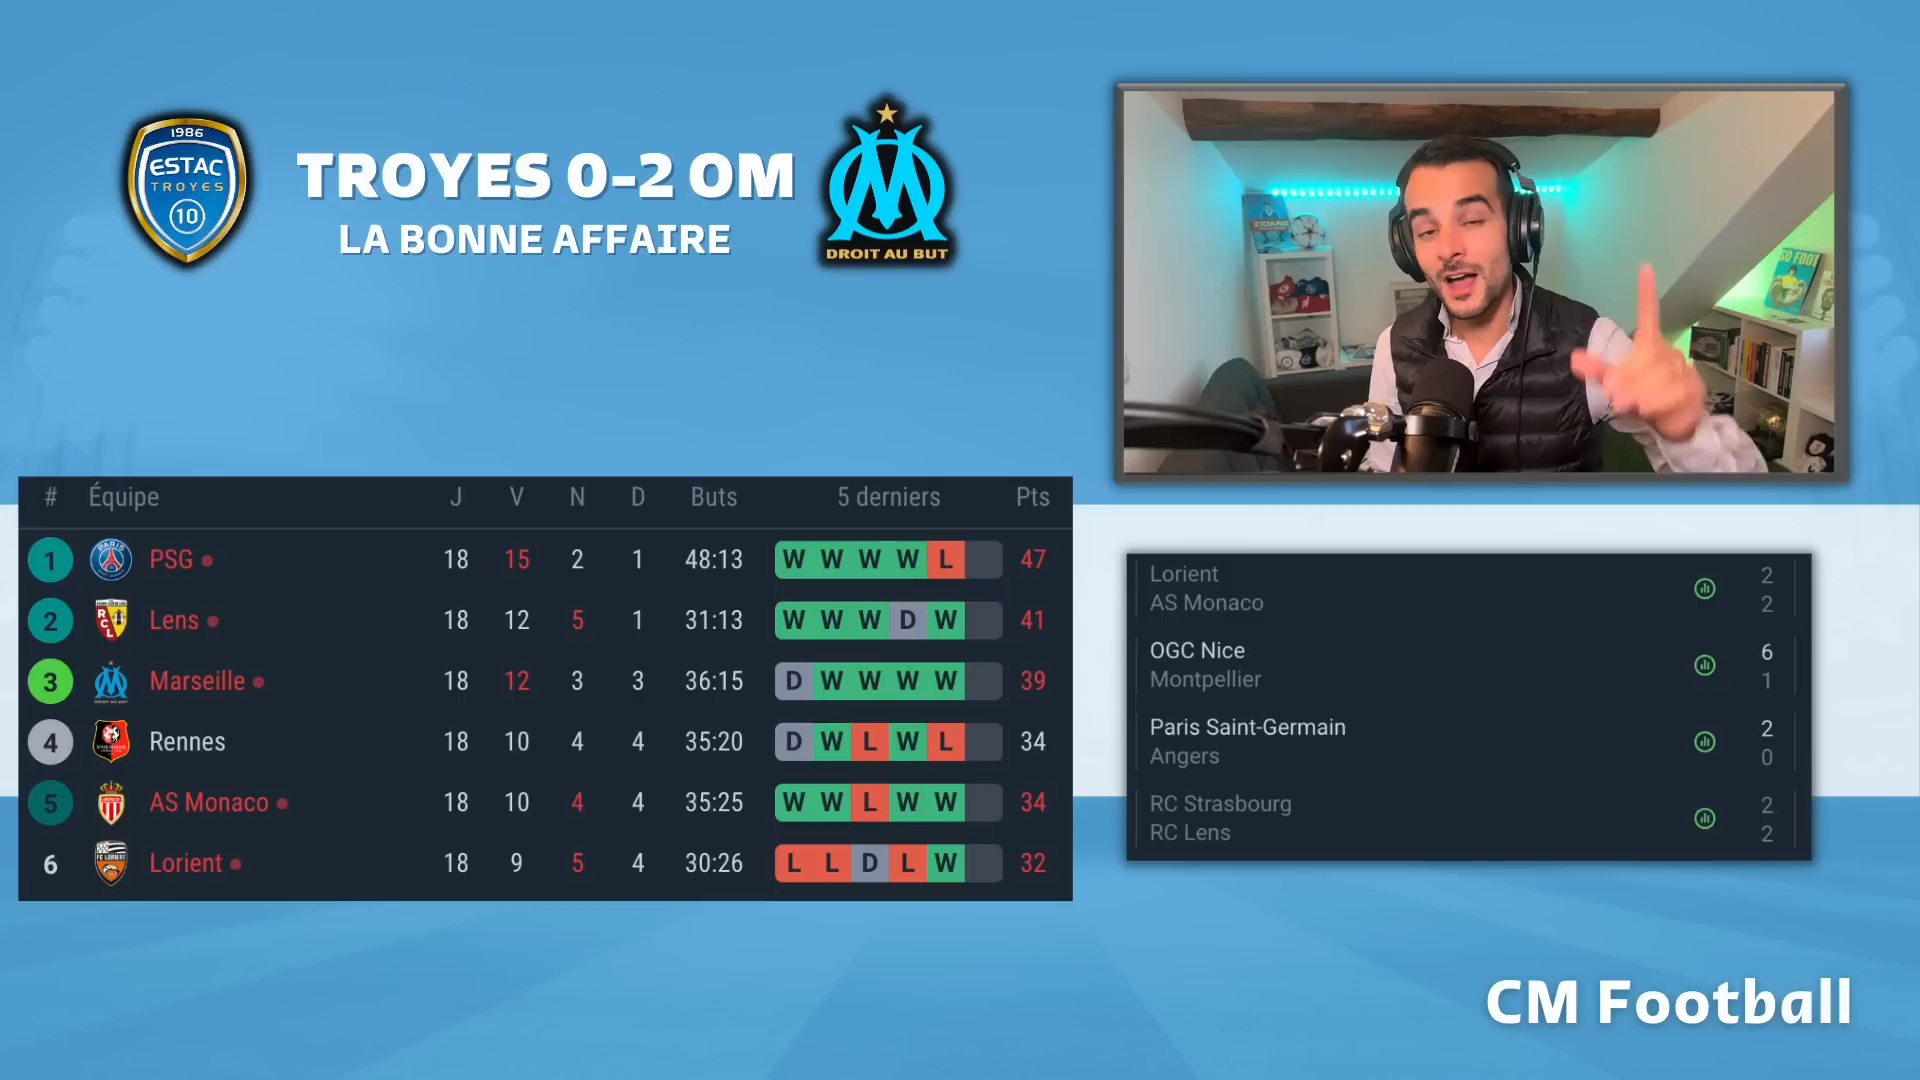 1986
ESTAC
TROYES
10
TROYES 0-2 OM
LA BONNE AFFAIRE
DROIT AU BUT
ZIDANE
SO FOOT
# Équipe J V N D Buts 5 derniers Pts
1 PSG 18 15 2 1 48:13 W W W W L 47
2 Lens 18 12 5 1 31:13 W W W D W 41
3 Marseille 18 12 3 3 36:15 D W W W W 39
4 Rennes 18 10 4 4 35:20 D W L W L 34
5 AS Monaco 18 10 4 4 35:25 W W L W W 34
6 Lorient 18 9 5 4 30:26 L L D L W 32
Lorient 2
AS Monaco 2
OGC Nice 6
Montpellier 1
Paris Saint-Germain 2
Angers 0
RC Strasbourg 2
RC Lens 2
CM Football